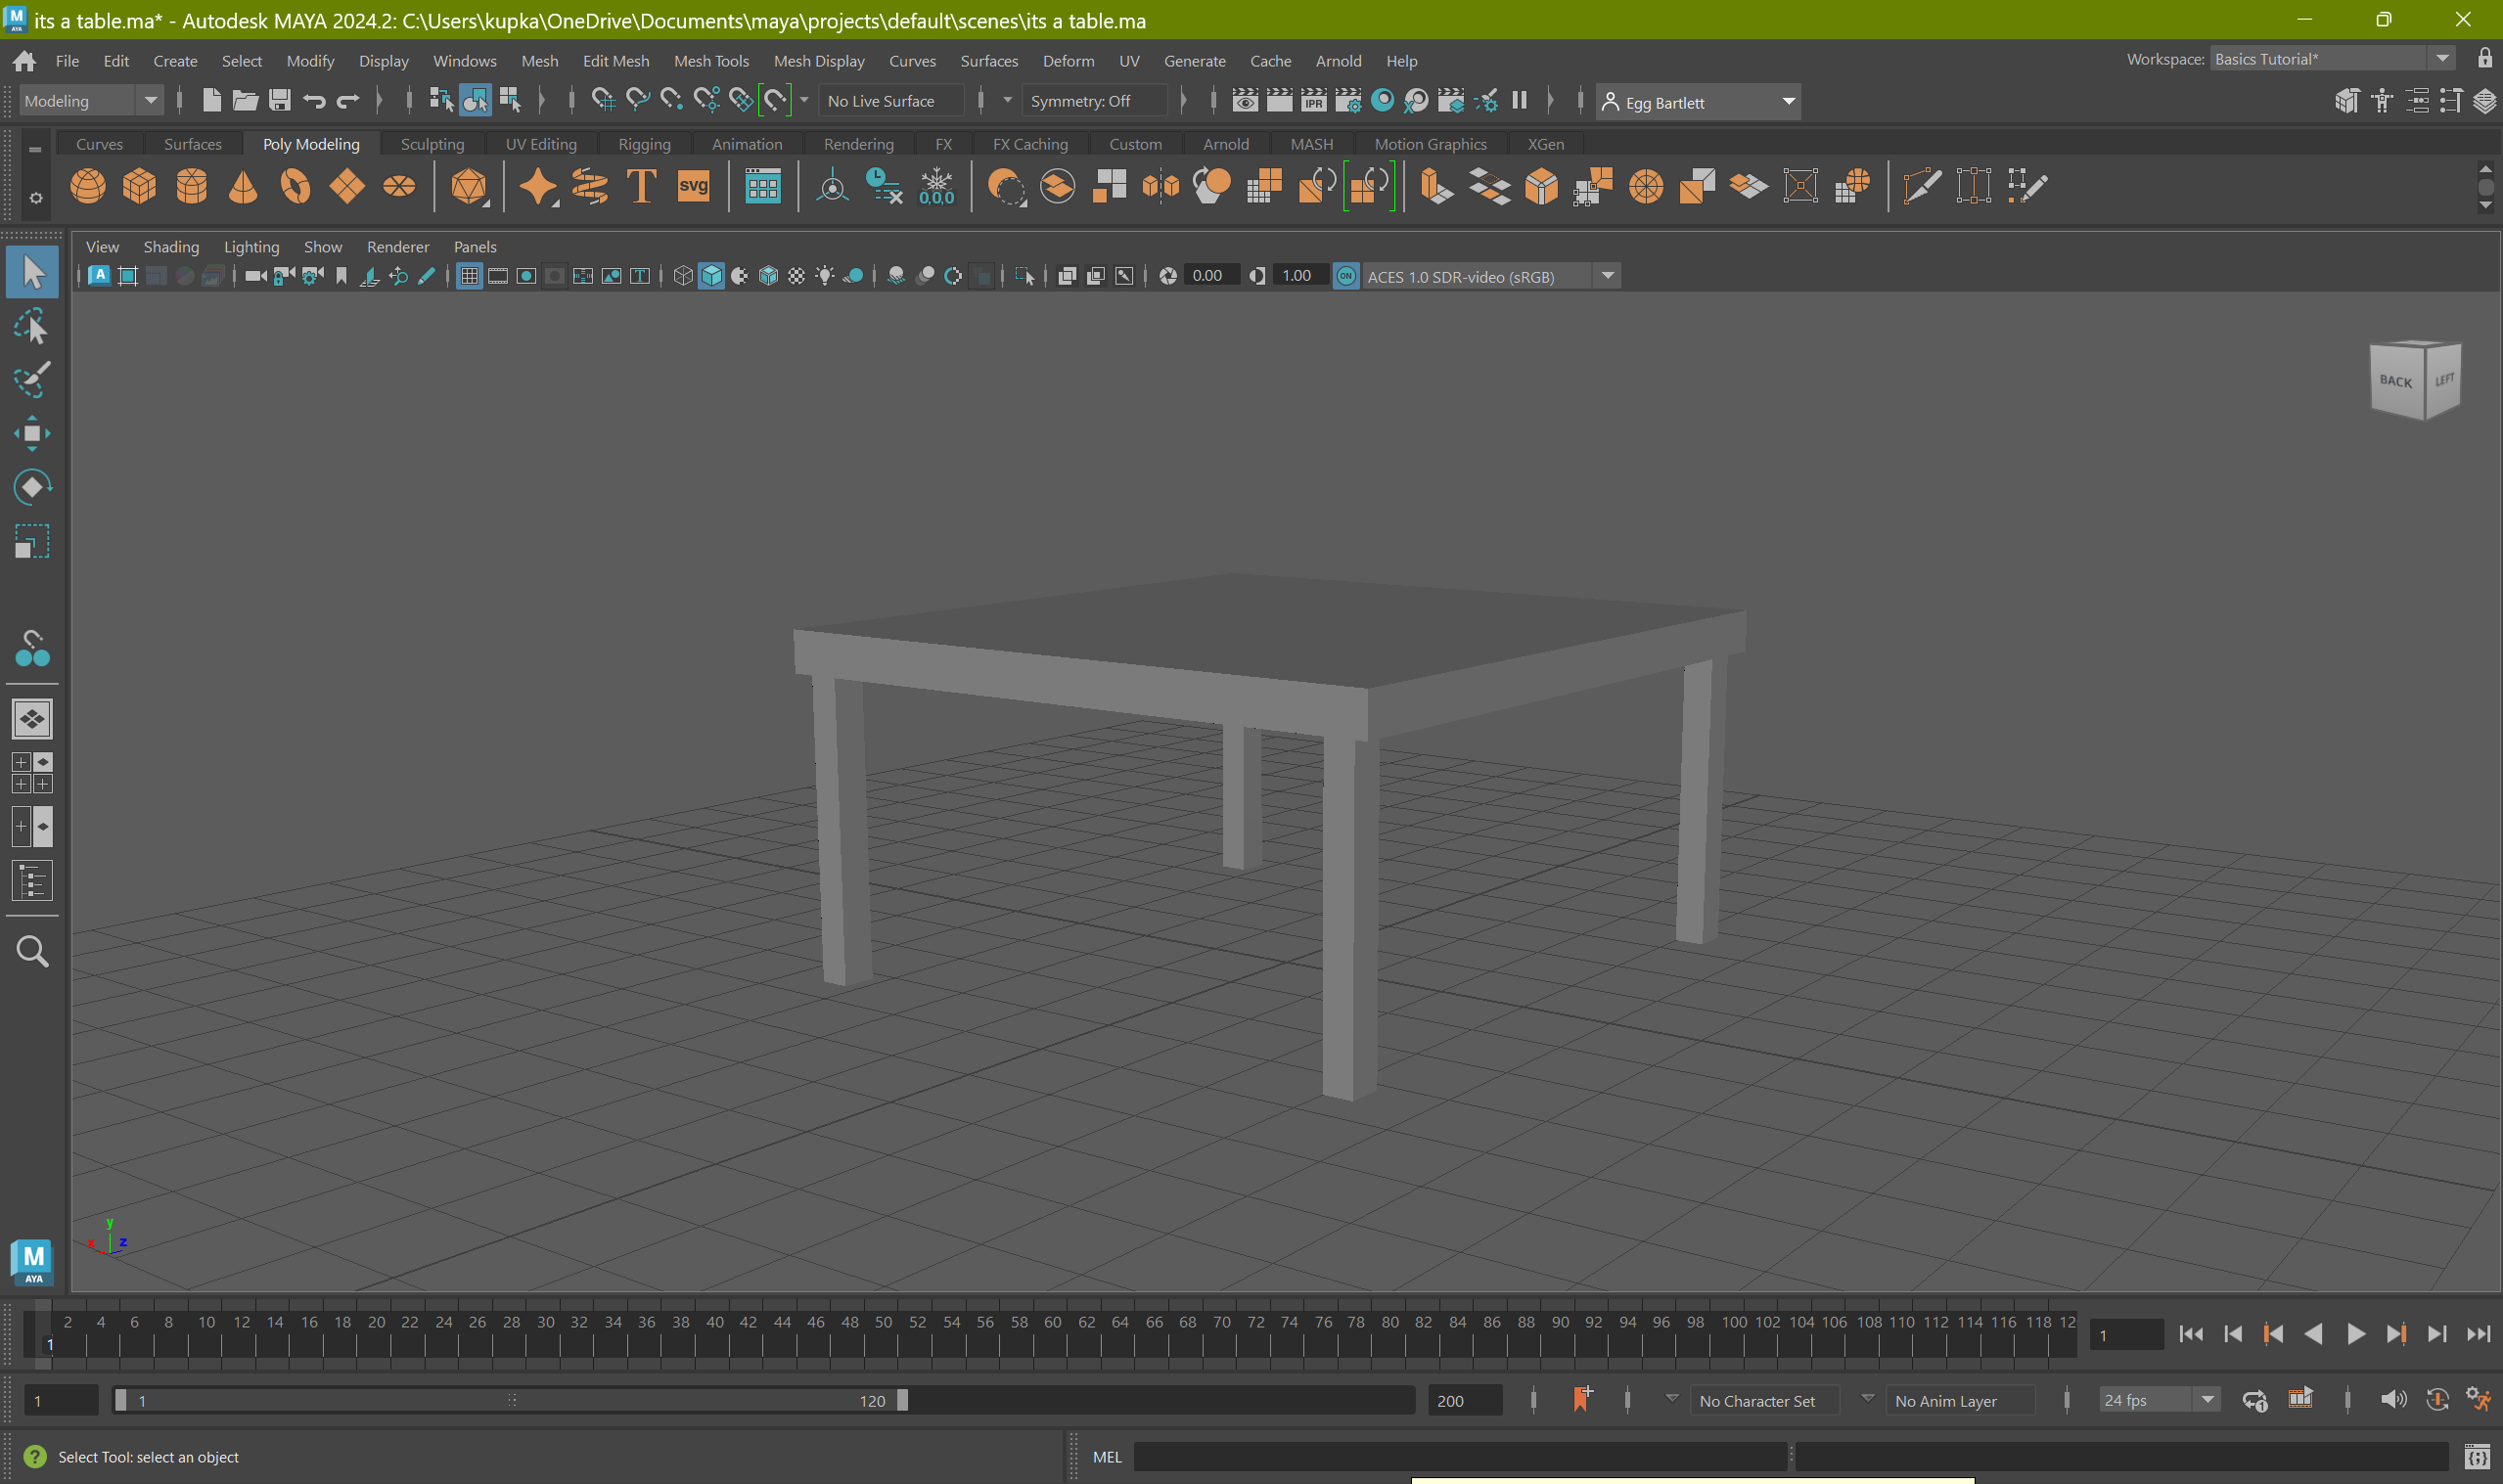 its a table.ma* - Autodesk MAYA 2024.2: C:\Users\kupka\OneDrive\Documents\maya\projects\default\scenes\its a table.ma
File Edit Create Select Modify Display Windows Mesh Edit Mesh Mesh Tools Mesh Display Curves Surfaces Deform UV Generate Cache Arnold Help Workspace: Basics Tutorial*
Modeling No Live Surface Symmetry: Off IPR Egg Bartlett
Curves Surfaces Poly Modeling Sculpting UV Editing Rigging Animation Rendering FX FX Caching Custom Arnold MASH Motion Graphics XGen
T svg 0,0,0
View Shading Lighting Show Renderer Panels
A T 0.00 1.00 ON ACES 1.0 SDR-video (sRGB)
BACK LEFT
y
x z
M
AYA
2 4 6 8 10 12 14 16 18 20 22 24 26 28 30 32 34 36 38 40 42 44 46 48 50 52 54 56 58 60 62 64 66 68 70 72 74 76 78 80 82 84 86 88 90 92 94 96 98 100 102 104 106 108 110 112 114 116 118 12
1 1
1 1 120 200 No Character Set No Anim Layer 24 fps
? Select Tool: select an object MEL